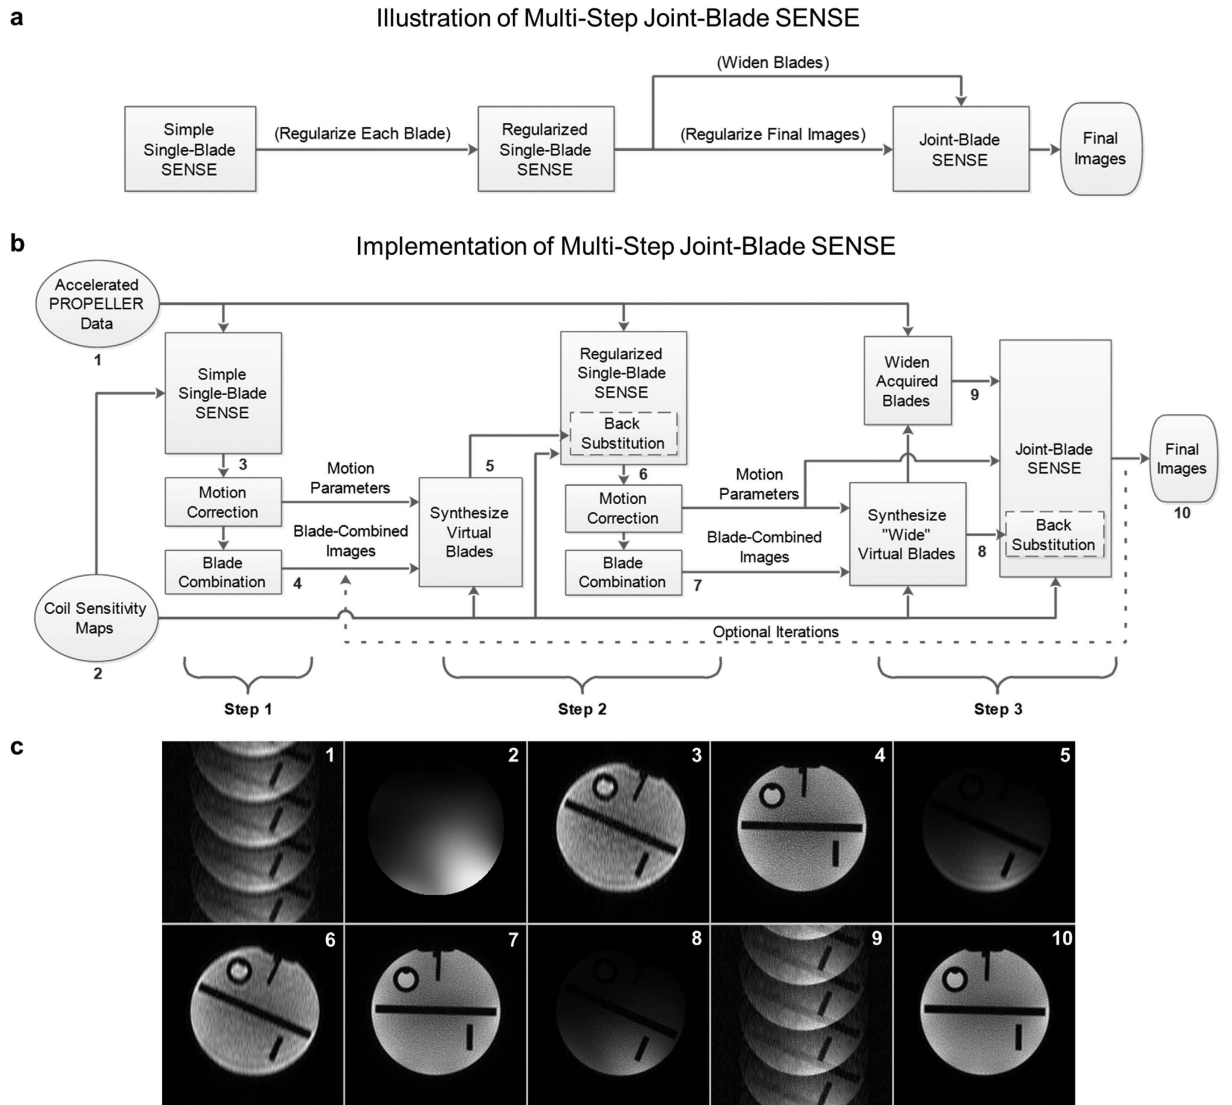 a
Illustration of Multi-Step Joint-Blade SENSE
Simple
Single-Blade
SENSE
(Regularize Each Blade)
Regularized
Single-Blade
SENSE
(Widen Blades)
(Regularize Final Images)
Joint-Blade
SENSE
Final
Images
b
Implementation of Multi-Step Joint-Blade SENSE
Accelerated
PROPELLER
Data
1
Coil Sensitivity
Maps
2
Simple
Single-Blade
SENSE
3
Motion
Correction
Blade
Combination
4
Motion
Parameters
Blade-Combined
Images
Synthesize
Virtual
Blades
5
Regularized
Single-Blade
SENSE
Back
Substitution
6
Motion
Correction
Blade
Combination
7
Motion
Parameters
Blade-Combined
Images
Widen
Acquired
Blades
9
Synthesize
"Wide"
Virtual Blades
8
Joint-Blade
SENSE
Back
Substitution
Final
Images
10
Optional Iterations
Step 1
Step 2
Step 3
c
1
2
3
4
5
6
7
8
9
10